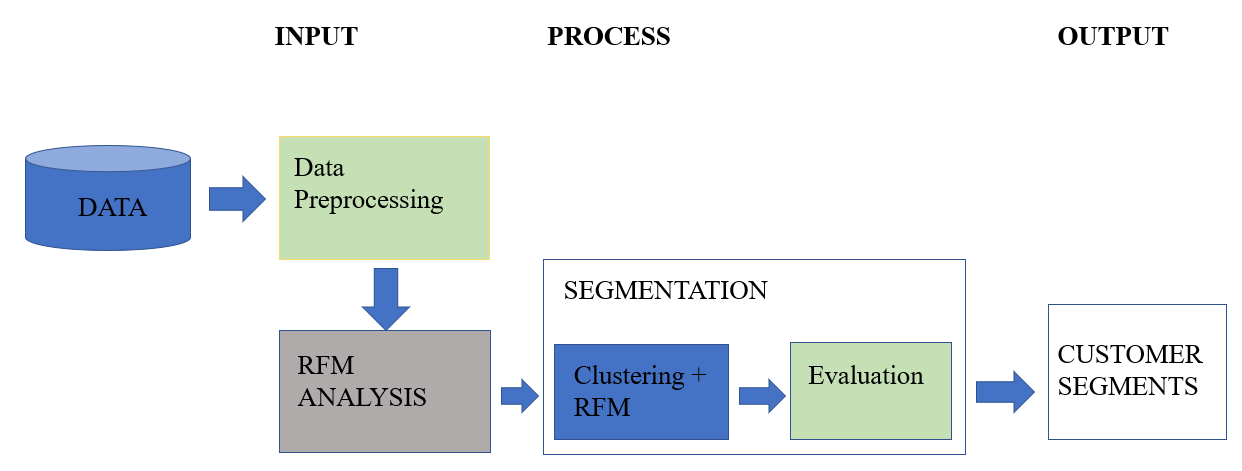 INPUT
PROCESS
OUTPUT
DATA
Data
Preprocessing
RFM
ANALYSIS
SEGMENTATION
Clustering +
RFM
Evaluation
CUSTOMER
SEGMENTS